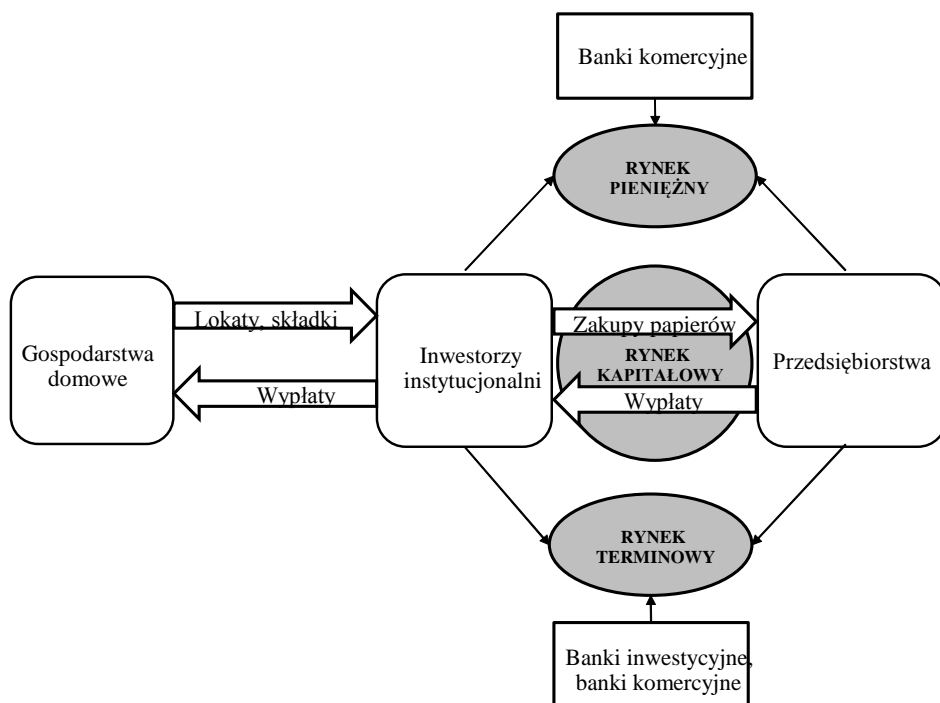 Banki komercyjne
RYNEK
PIENIĘŻNY
Lokaty, składki
Zakupy papierów
Gospodarstwa
domowe
Inwestorzy
instytucjonalni
RYNEK
KAPITAŁOWY
Przedsiębiorstwa
Wypłaty
Wypłaty
RYNEK
TERMINOWY
Banki inwestycyjne,
banki komercyjne